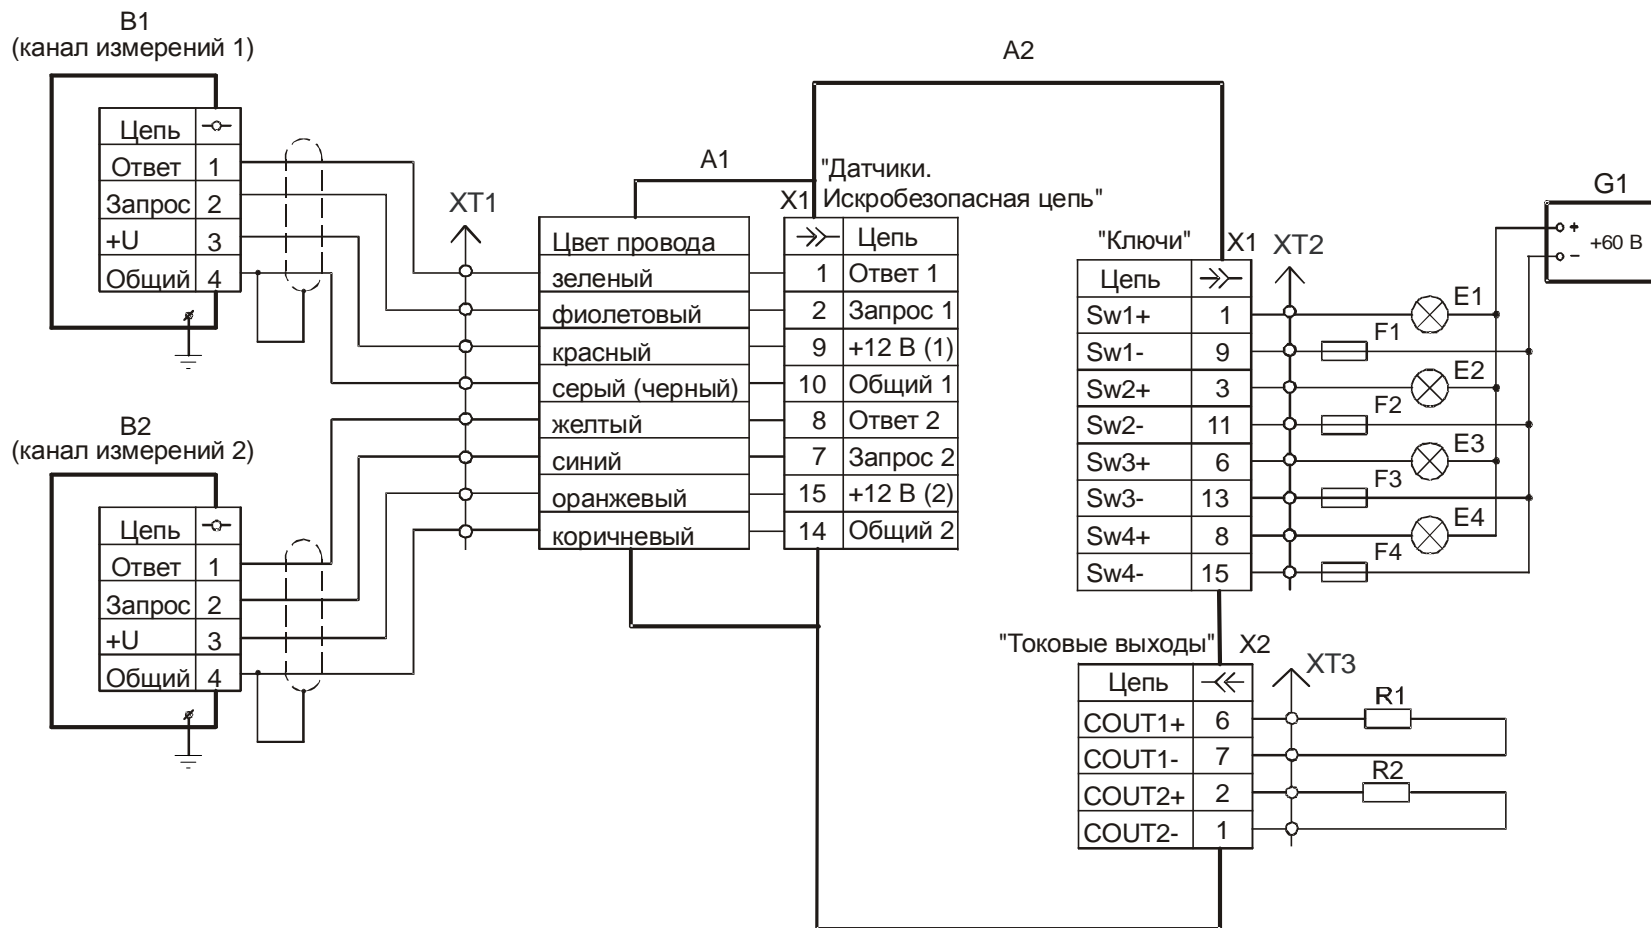 B1
(канал измерений 1)
Цепь
Ответ 1
Запрос 2
+U 3
Общий 4
B2
(канал измерений 2)
Цепь
Ответ 1
Запрос 2
+U 3
Общий 4
XT1
A1
Цвет провода
зеленый
фиолетовый
красный
серый (черный)
желтый
синий
оранжевый
коричневый
A2
"Датчики.
X1 Искробезопасная цепь"
Цепь
1 Ответ 1
2 Запрос 1
9 +12 В (1)
10 Общий 1
8 Ответ 2
7 Запрос 2
15 +12 В (2)
14 Общий 2
"Ключи" X1
Цепь
Sw1+ 1
Sw1- 9
Sw2+ 3
Sw2- 11
Sw3+ 6
Sw3- 13
Sw4+ 8
Sw4- 15
XT2
E1
F1
E2
F2
E3
F3
E4
F4
G1
+
+60 В
−
"Токовые выходы" X2
Цепь
COUT1+ 6
COUT1- 7
COUT2+ 2
COUT2- 1
XT3
R1
R2